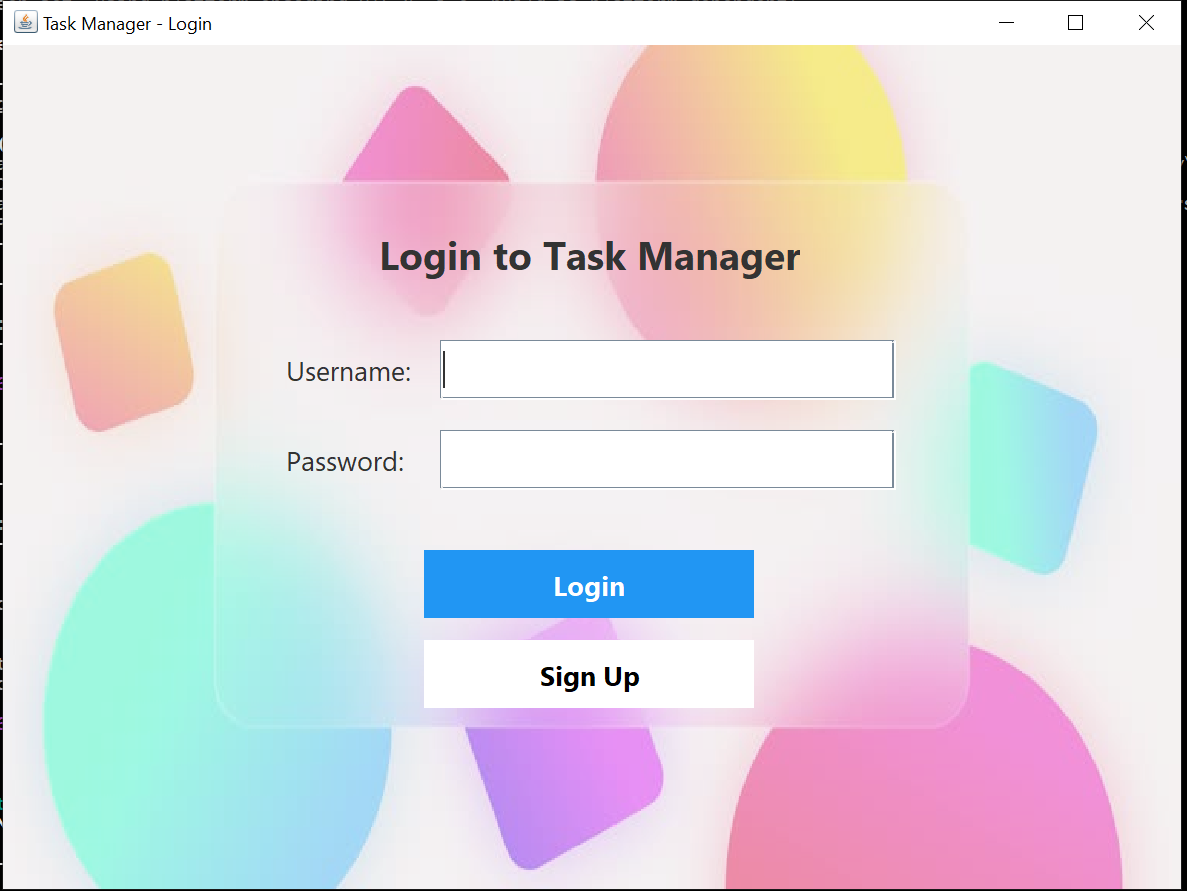 Task Manager - Login
Login to Task Manager
Username:
Password:
Login
Sign Up